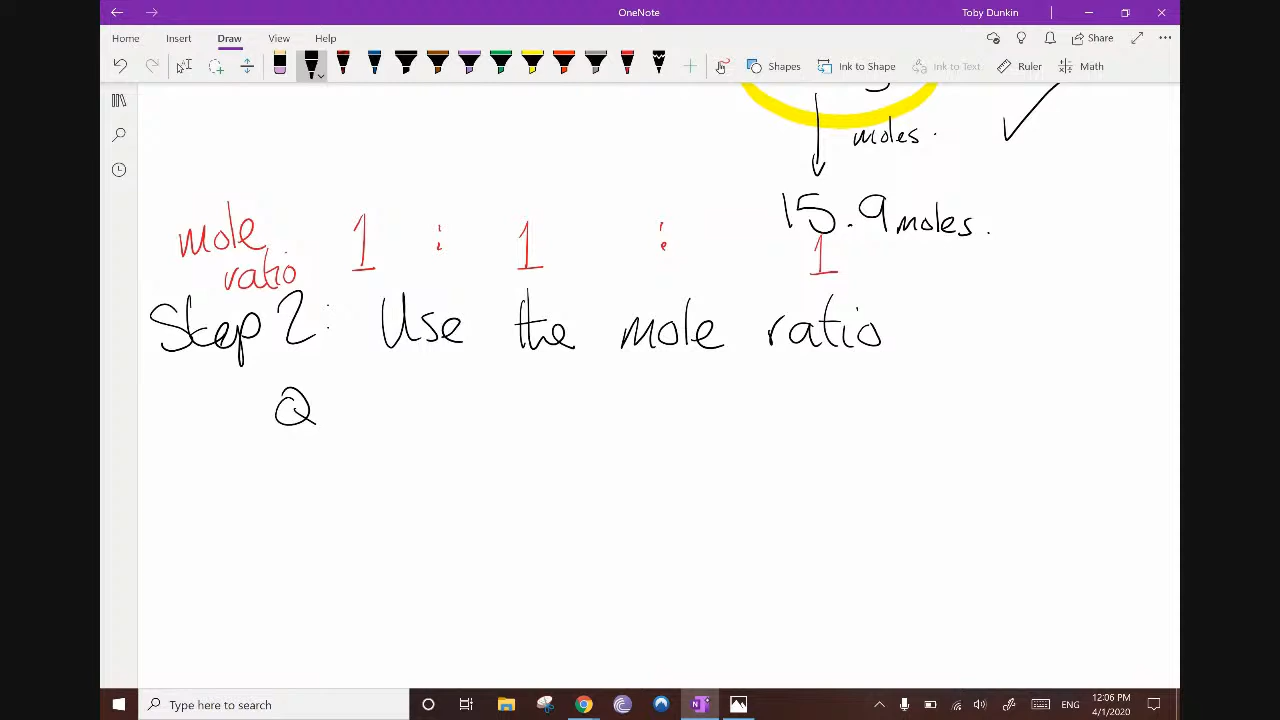 OneNote
Toby Dunkin
Home Insert Draw View Help
Share
Shapes Ink to Shape Ink to Text Ruler Math
moles.
15.9 moles.
mole ratio 1 : 1 : 1
Step 2: Use the mole ratio
Q
Type here to search
ENG
12:06 PM
4/1/2020